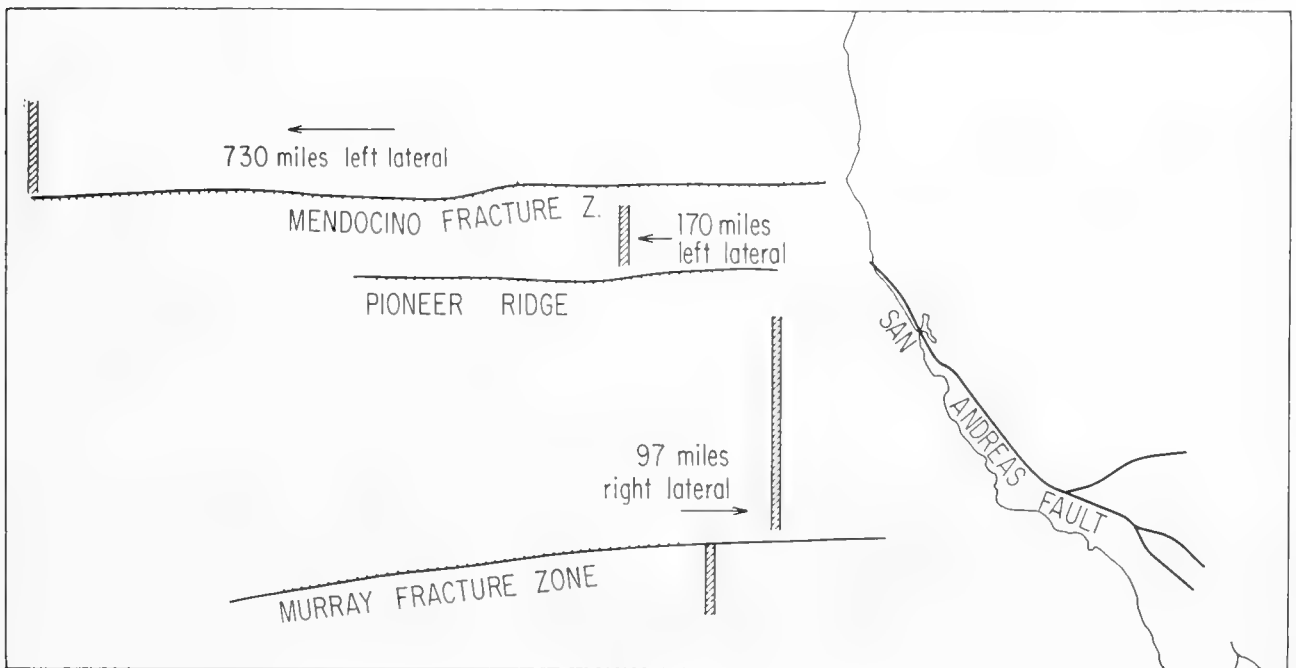 730 miles left lateral
MENDOCINO FRACTURE Z.
170 miles
left lateral
PIONEER RIDGE
SAN ANDREAS FAULT
97 miles
right lateral
MURRAY FRACTURE ZONE